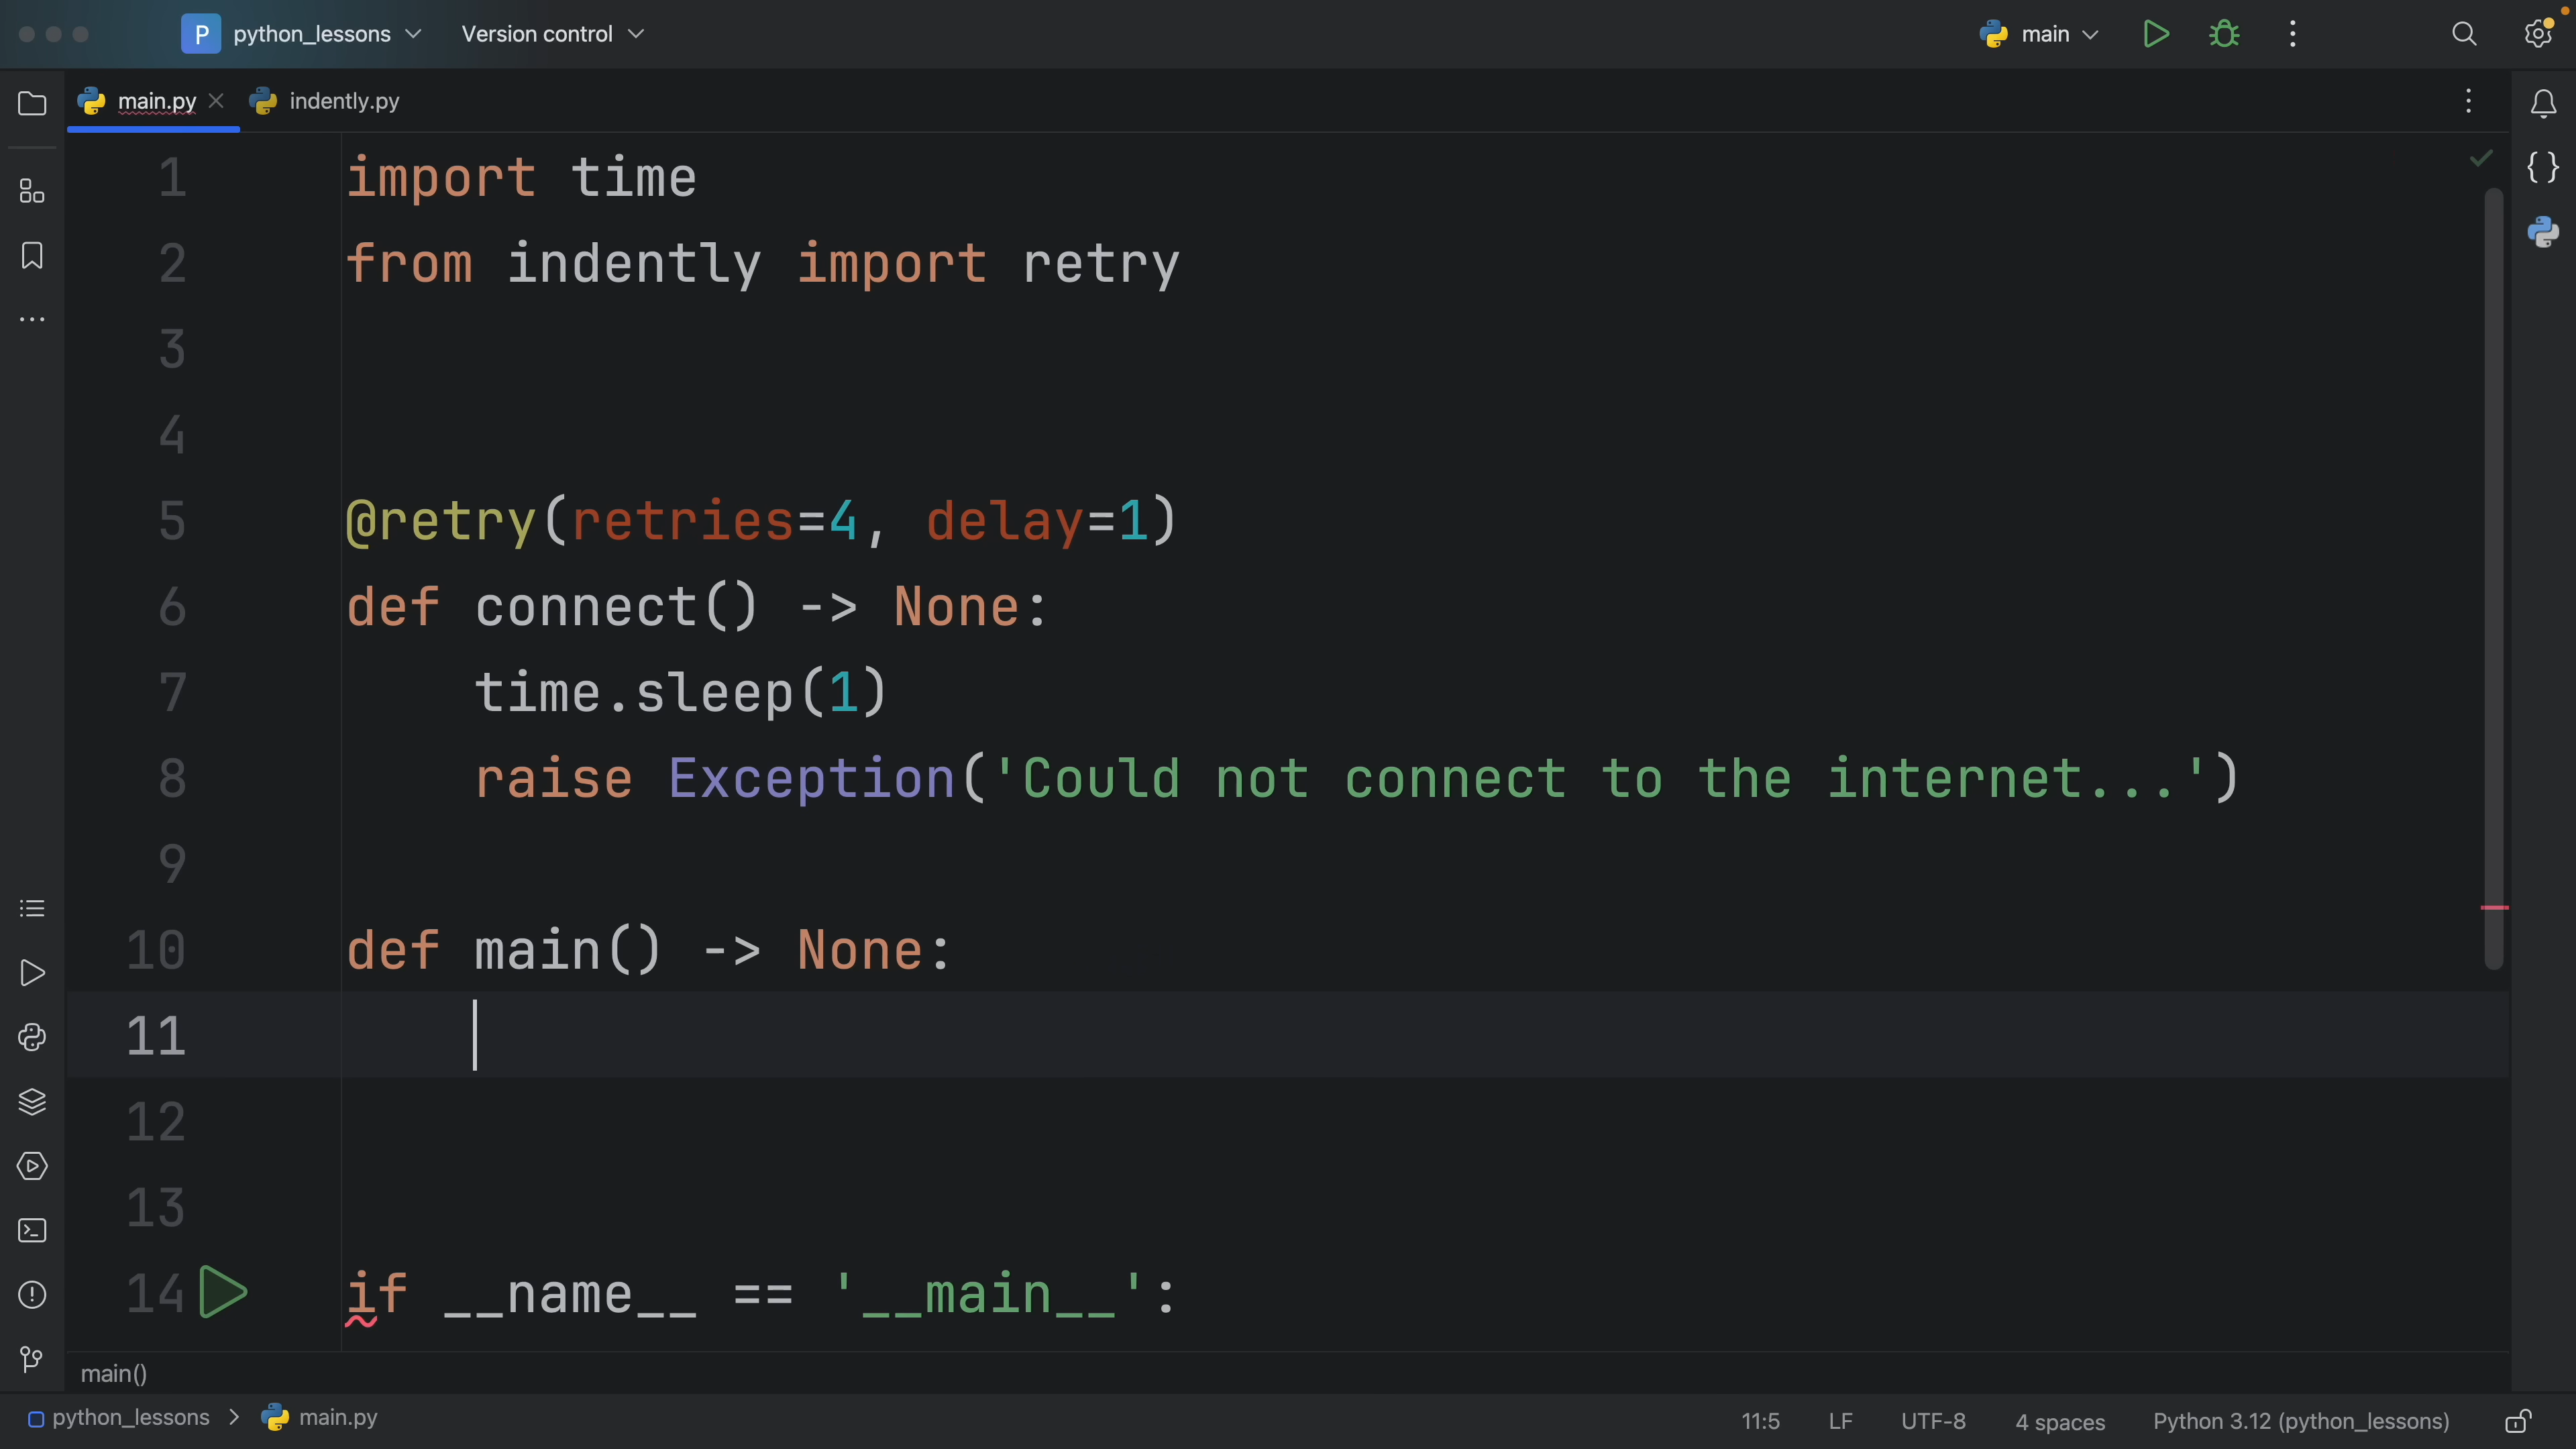 P python_lessons Version control main
main.py indently.py
1 import time
2 from indently import retry
3
4
5 @retry(retries=4, delay=1)
6 def connect() -> None:
7 time.sleep(1)
8 raise Exception('Could not connect to the internet...')
9
10 def main() -> None:
11
12
13
14 if __name__ == '__main__':
main()
python_lessons > main.py 11:5 LF UTF-8 4 spaces Python 3.12 (python_lessons)